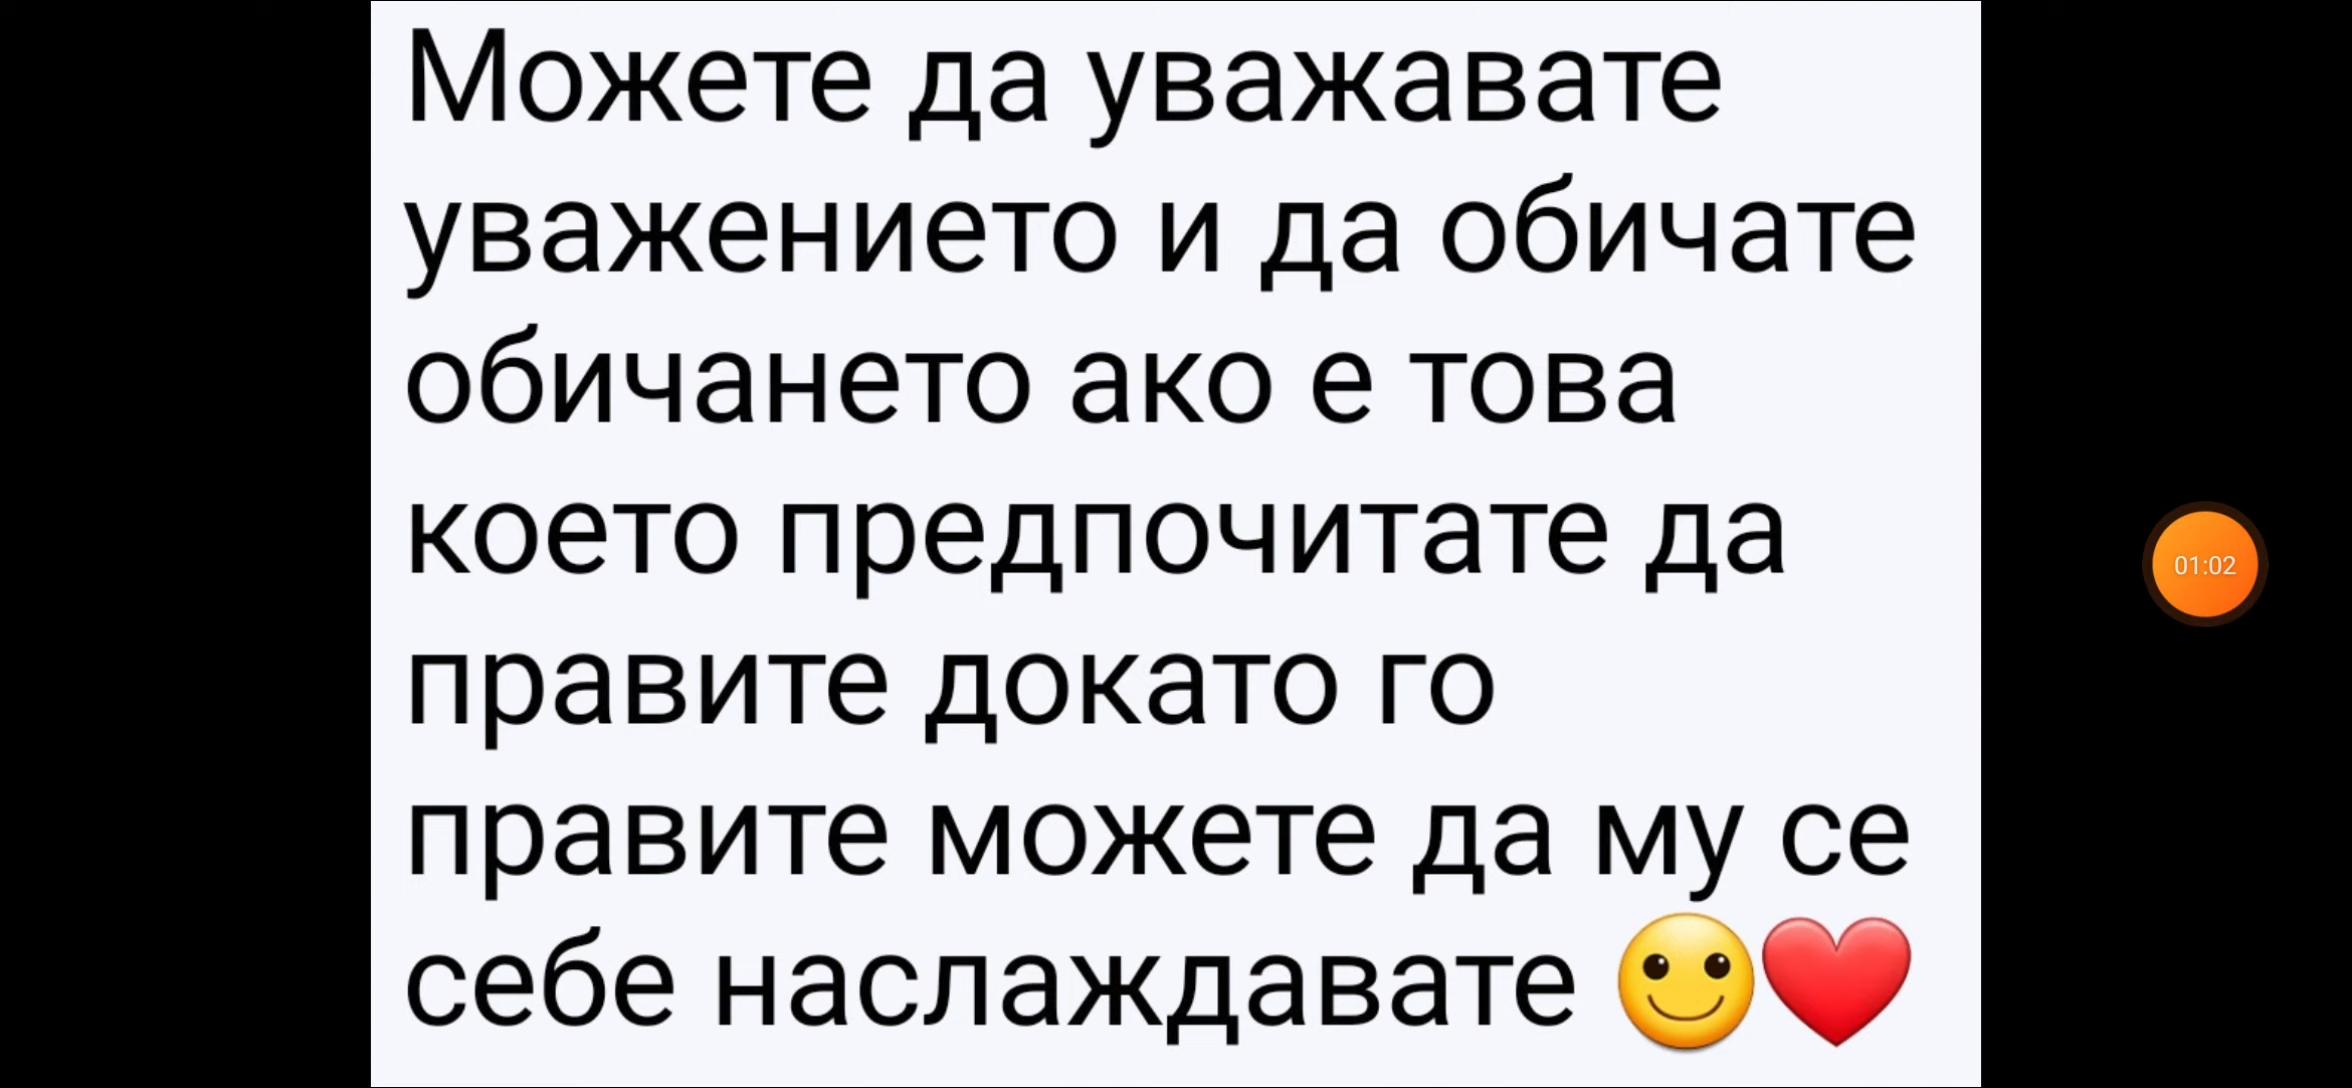 Можете да уважавате
уважението и да обичате
обичането ако е това
което предпочитате да
правите докато го
правите можете да му се
себе наслаждавате 🙂❤️
01:02